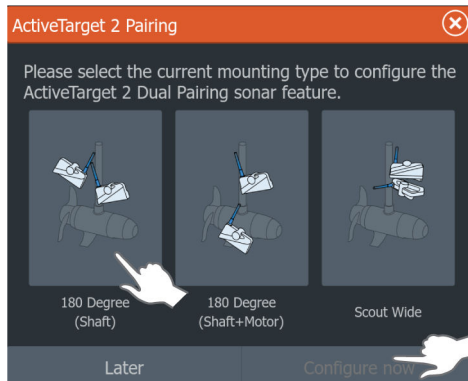 ActiveTarget 2 Pairing
Please select the current mounting type to configure the
ActiveTarget 2 Dual Pairing sonar feature.
180 Degree
(Shaft)
180 Degree
(Shaft+Motor)
Scout Wide
Later
Configure now